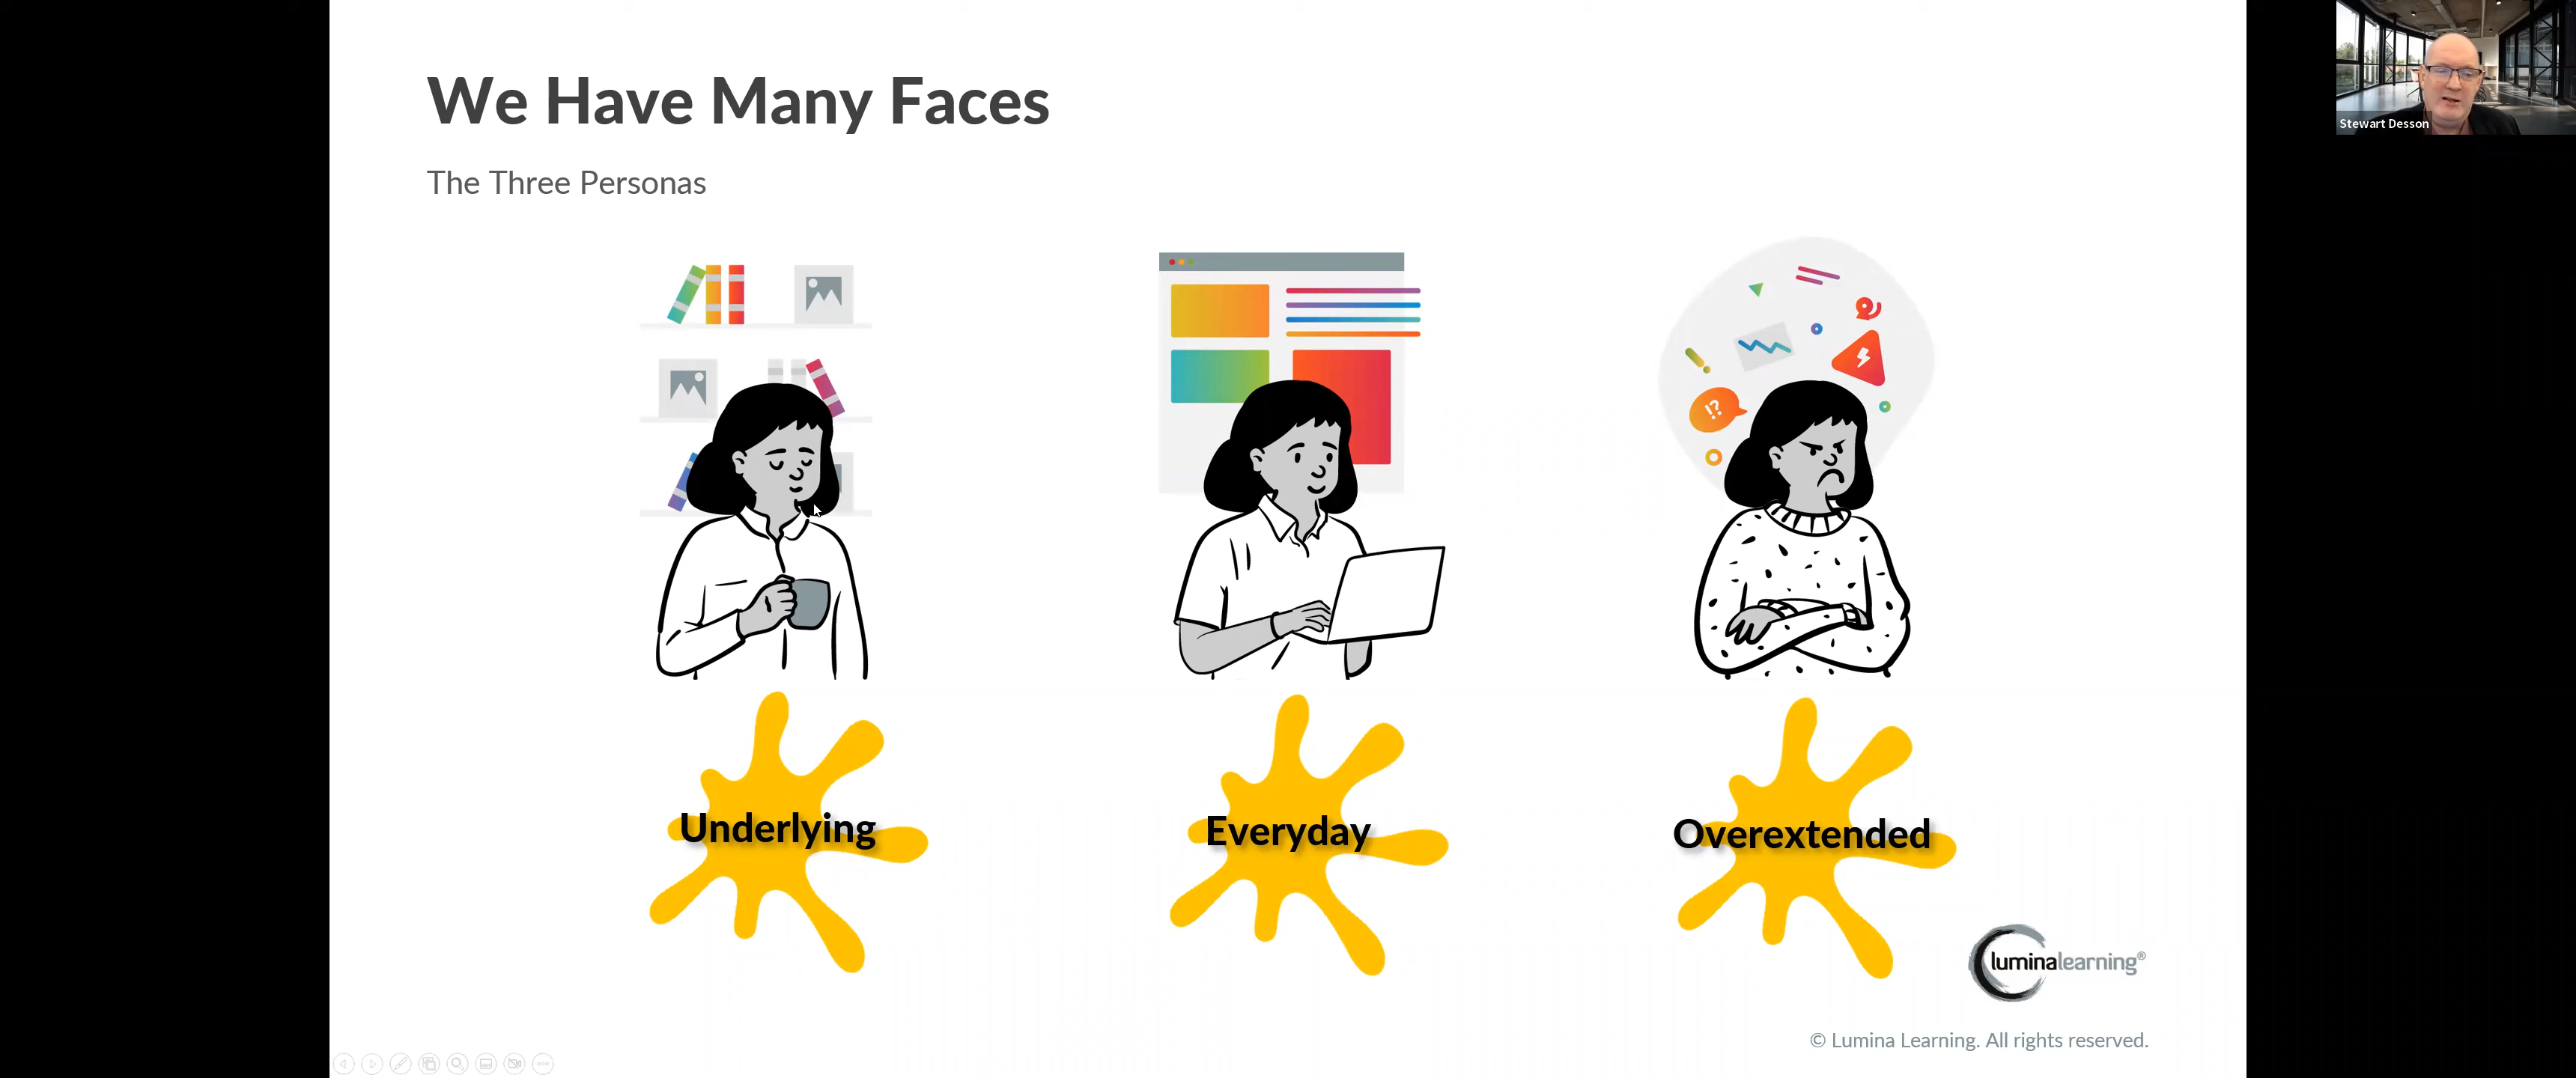 We Have Many Faces
The Three Personas
Stewart Desson
!?
Underlying
Everyday
Overextended
luminalearning®
© Lumina Learning. All rights reserved.